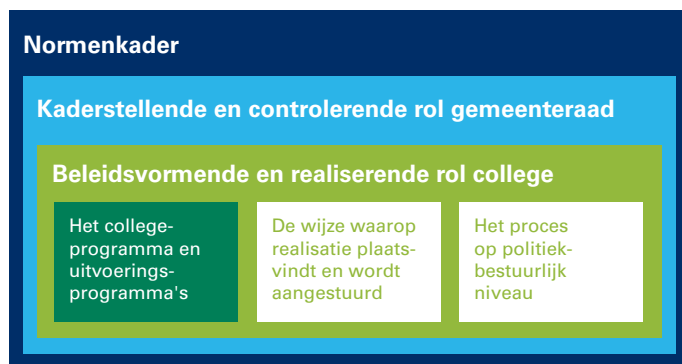 Normenkader
Kaderstellende en controlerende rol gemeenteraad
Beleidsvormende en realiserende rol college
Het college-
programma en
uitvoerings-
programma's
De wijze waarop
realisatie plaats-
vindt en wordt
aangestuurd
Het proces
op politiek-
bestuurlijk
niveau